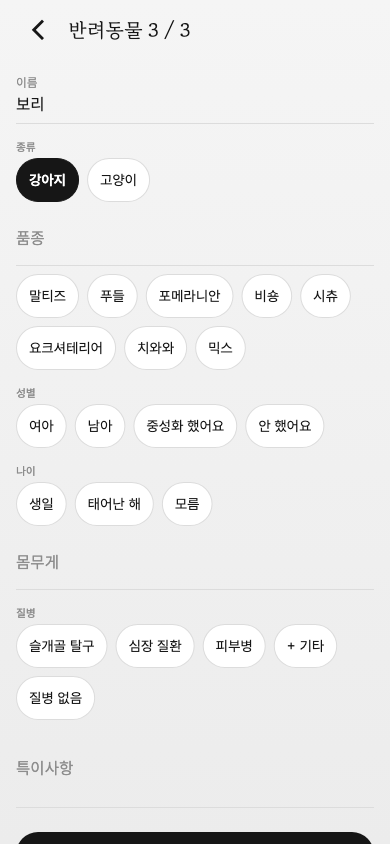 반려동물 3 / 3
이름
보리
종류
강아지 고양이
품종
말티즈 푸들 포메라니안 비숑 시츄
요크셔테리어 치와와 믹스
성별
여아 남아 중성화 했어요 안 했어요
나이
생일 태어난 해 모름
몸무게
질병
슬개골 탈구 심장 질환 피부병 + 기타
질병 없음
특이사항